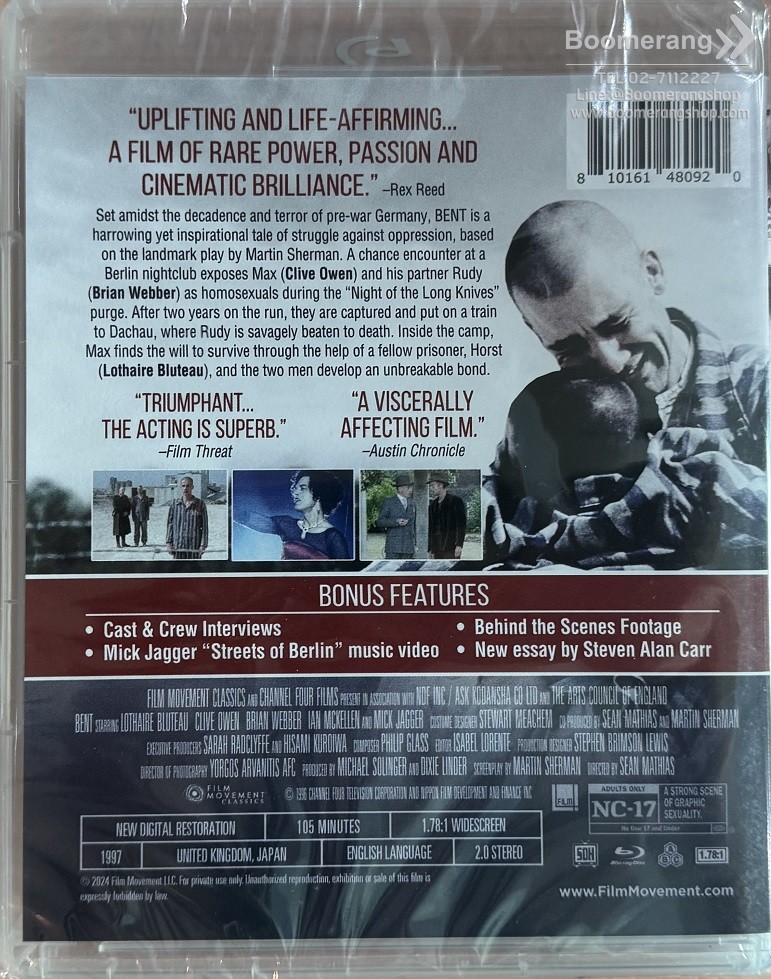 Boomerang
TEL 02-7112227
Line:@Boomerangshop
www.boomerangshop.com
8 10161 48092 0
“UPLIFTING AND LIFE-AFFIRMING...
A FILM OF RARE POWER, PASSION AND
CINEMATIC BRILLIANCE.” –Rex Reed
Set amidst the decadence and terror of pre-war Germany, BENT is a
harrowing yet inspirational tale of struggle against oppression, based
on the landmark play by Martin Sherman. A chance encounter at a
Berlin nightclub exposes Max (Clive Owen) and his partner Rudy
(Brian Webber) as homosexuals during the “Night of the Long Knives”
purge. After two years on the run, they are captured and put on a train
to Dachau, where Rudy is savagely beaten to death. Inside the camp,
Max finds the will to survive through the help of a fellow prisoner, Horst
(Lothaire Bluteau), and the two men develop an unbreakable bond.
“TRIUMPHANT...
THE ACTING IS SUPERB.”
–Film Threat
“A VISCERALLY
AFFECTING FILM.”
–Austin Chronicle
BONUS FEATURES
• Cast & Crew Interviews
• Mick Jagger “Streets of Berlin” music video
• Behind the Scenes Footage
• New essay by Steven Alan Carr
FILM MOVEMENT CLASSICS AND CHANNEL FOUR FILMS PRESENT IN ASSOCIATION WITH NDF INC / ASK KODANSHA CO LTD AND THE ARTS COUNCIL OF ENGLAND
BENT STARRING LOTHAIRE BLUTEAU CLIVE OWEN BRIAN WEBBER IAN MCKELLEN AND MICK JAGGER COSTUME DESIGNER STEWART MEACHEM CO PRODUCED BY SEAN MATHIAS AND MARTIN SHERMAN
EXECUTIVE PRODUCERS SARAH RADCLYFFE AND HISAMI KUROIWA COMPOSER PHILIP GLASS EDITOR ISABEL LORENTE PRODUCTION DESIGNER STEPHEN BRIMSON LEWIS
DIRECTOR OF PHOTOGRAPHY YORGOS ARVANITIS AFC PRODUCED BY MICHAEL SOLINGER AND DIXIE LINDER SCREENPLAY BY MARTIN SHERMAN DIRECTED BY SEAN MATHIAS
FILM
MOVEMENT
CLASSICS
© 1996 CHANNEL FOUR TELEVISION CORPORATION AND NIPPON FILM DEVELOPMENT AND FINANCE INC
FILM
ADULTS ONLY
NC-17
No One 17 and Under
A STRONG SCENE
OF GRAPHIC
SEXUALITY.
NEW DIGITAL RESTORATION
105 MINUTES
1.78:1 WIDESCREEN
1997
UNITED KINGDOM, JAPAN
ENGLISH LANGUAGE
2.0 STEREO
SDH
Blu-ray Disc
A B C
1.78:1
© 2024 Film Movement LLC. For private use only. Unauthorized reproduction, exhibition or sale of this film is
expressly forbidden by law.
www.FilmMovement.com